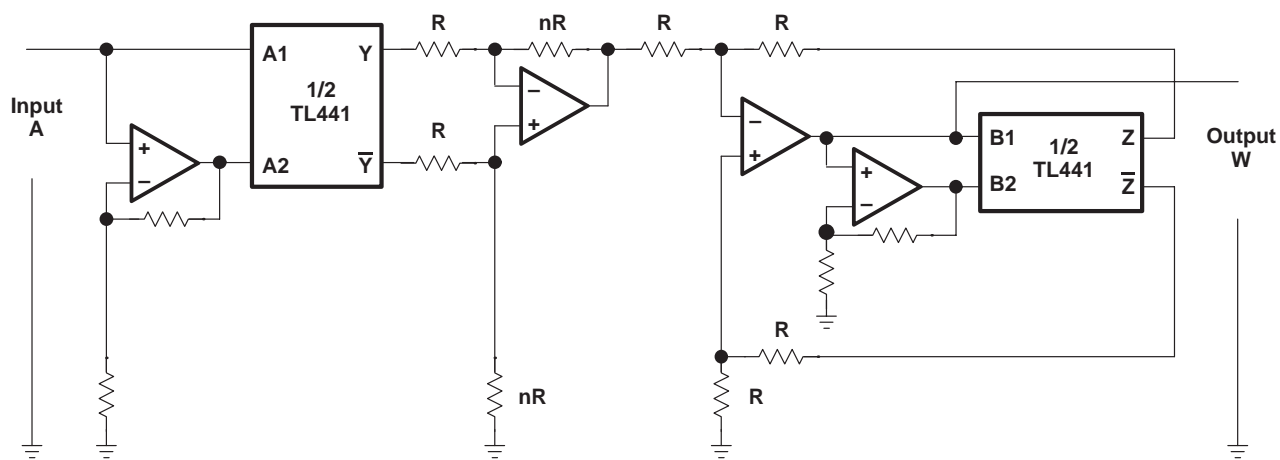 R
nR
R
R
A1
Y
1/2
TL441
A2
Y̅
Input
A
+
−
R
−
+
nR
−
+
+
−
B1
Z
1/2
TL441
B2
Z̅
Output
W
R
R